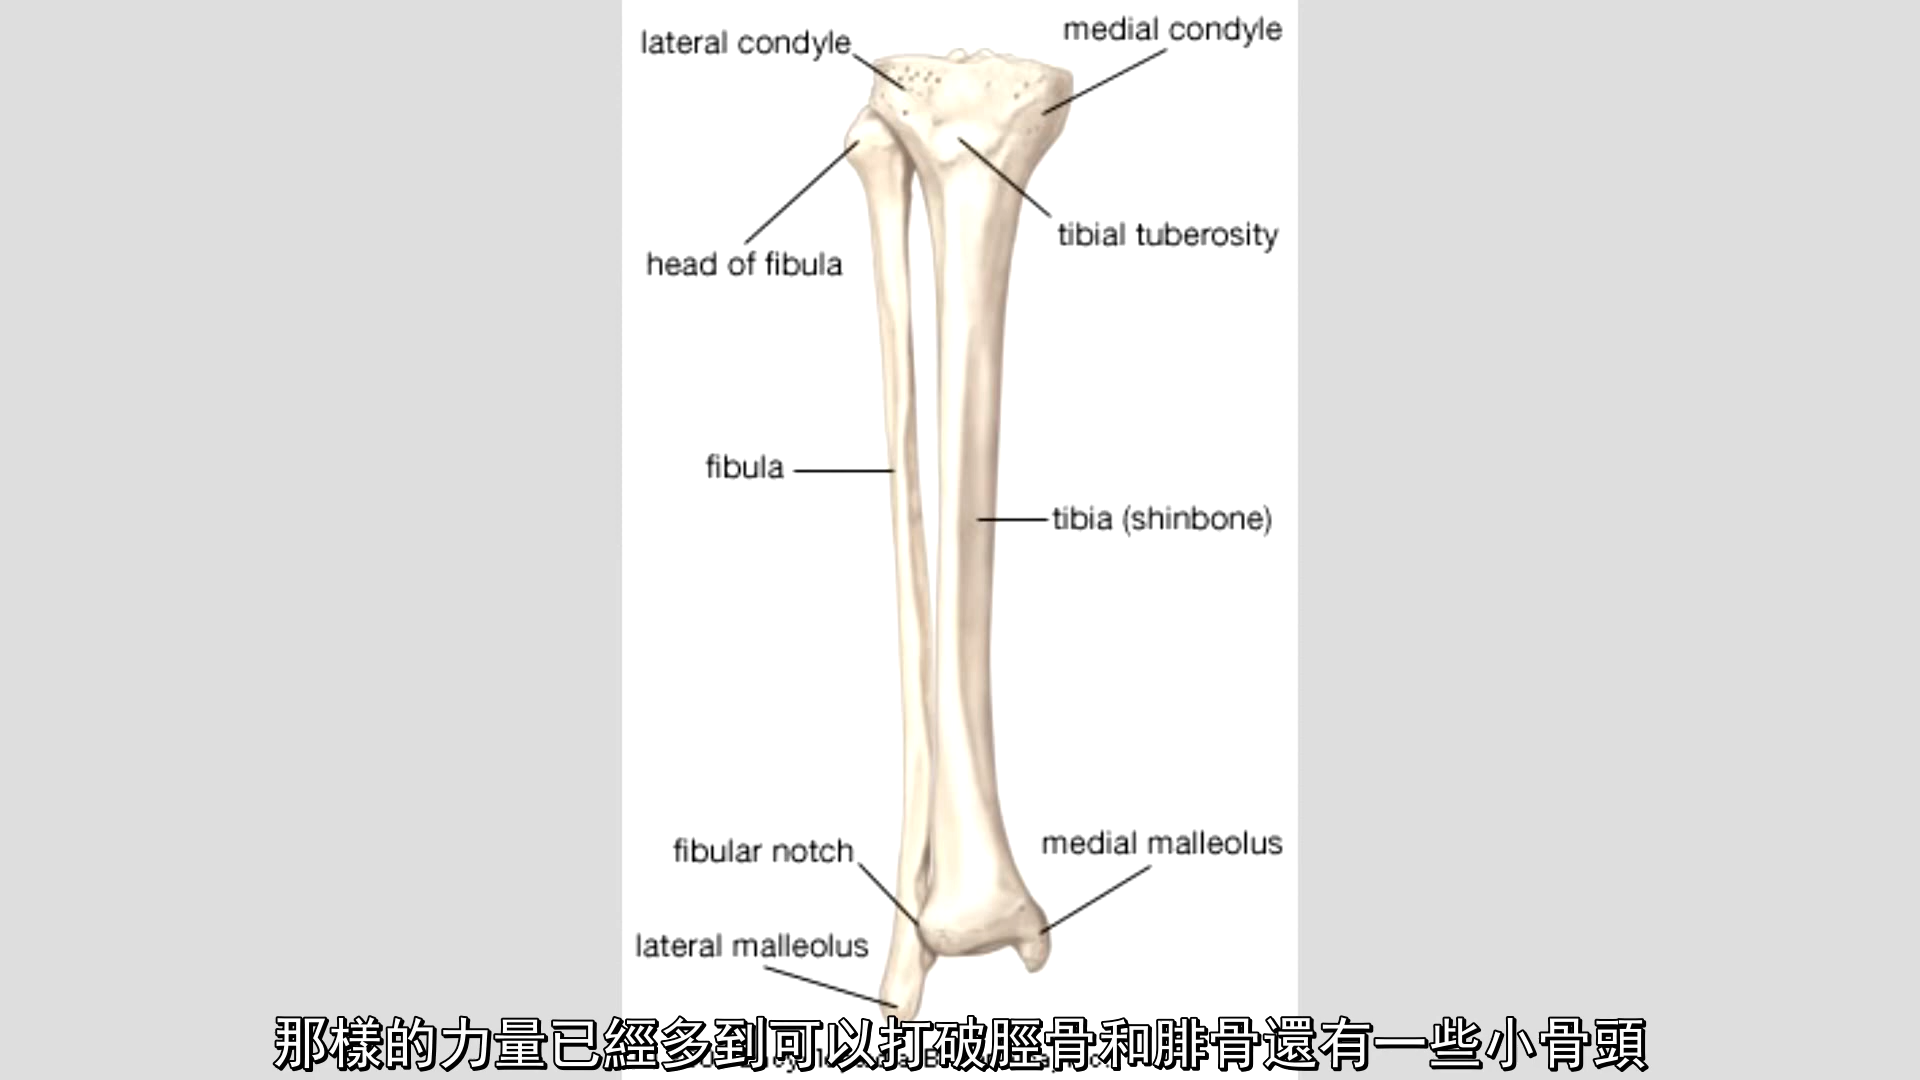 lateral condyle
medial condyle
head of fibula
tibial tuberosity
fibula
tibia (shinbone)
fibular notch
medial malleolus
lateral malleolus
那樣的力量已經多到可以打破脛骨和腓骨還有一些小骨頭